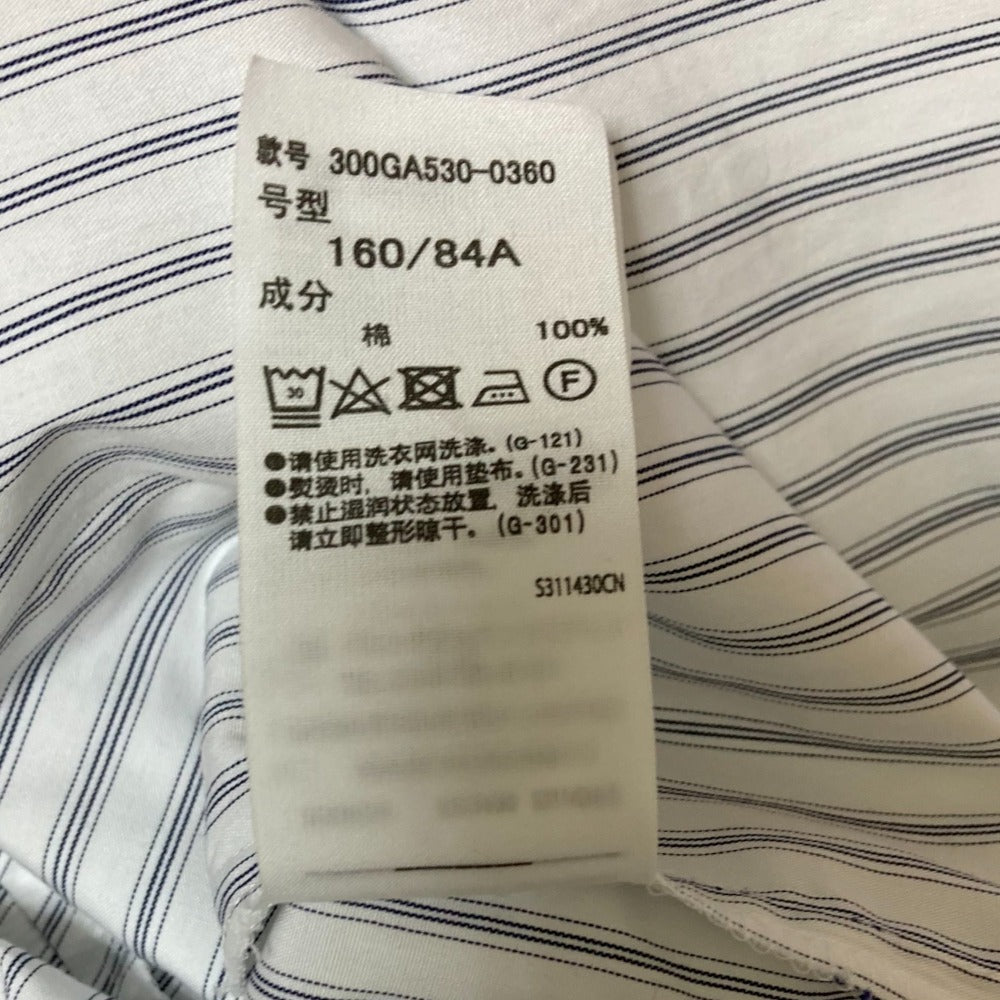 款号 300GA530-0360
号型
160/84A
成分
棉 100%
30
F
●请使用洗衣网洗涤。(G-121)
●熨烫时，请使用垫布。(G-231)
●禁止湿润状态放置，洗涤后
请立即整形晾干。(G-301)
S311430CN